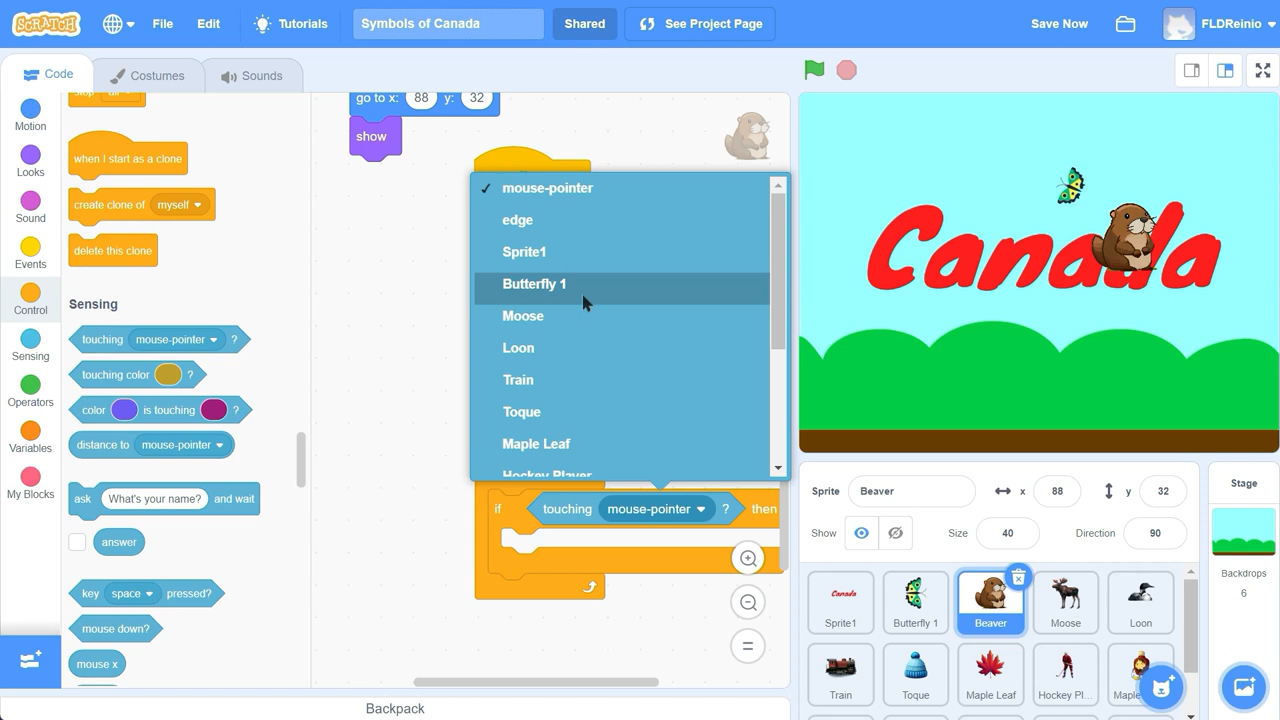 SCRATCH
File
Edit
Tutorials
Symbols of Canada
Shared
See Project Page
Save Now
FLDReinio
Code
Costumes
Sounds
Motion
Looks
Sound
Events
Control
Sensing
Operators
Variables
My Blocks
when I start as a clone
create clone of myself
delete this clone
Sensing
touching mouse-pointer ?
touching color ?
color is touching ?
distance to mouse-pointer
ask What's your name? and wait
answer
key space pressed?
mouse down?
mouse x
go to x: 88 y: 32
show
mouse-pointer
edge
Sprite1
Butterfly 1
Moose
Loon
Train
Toque
Maple Leaf
Hockey Player
if touching mouse-pointer ? then
Backpack
Canada
Sprite Beaver x 88 y 32
Show Size 40 Direction 90
Sprite1
Butterfly 1
Beaver
Moose
Loon
Train
Toque
Maple Leaf
Hockey Pl...
Stage
Backdrops
6